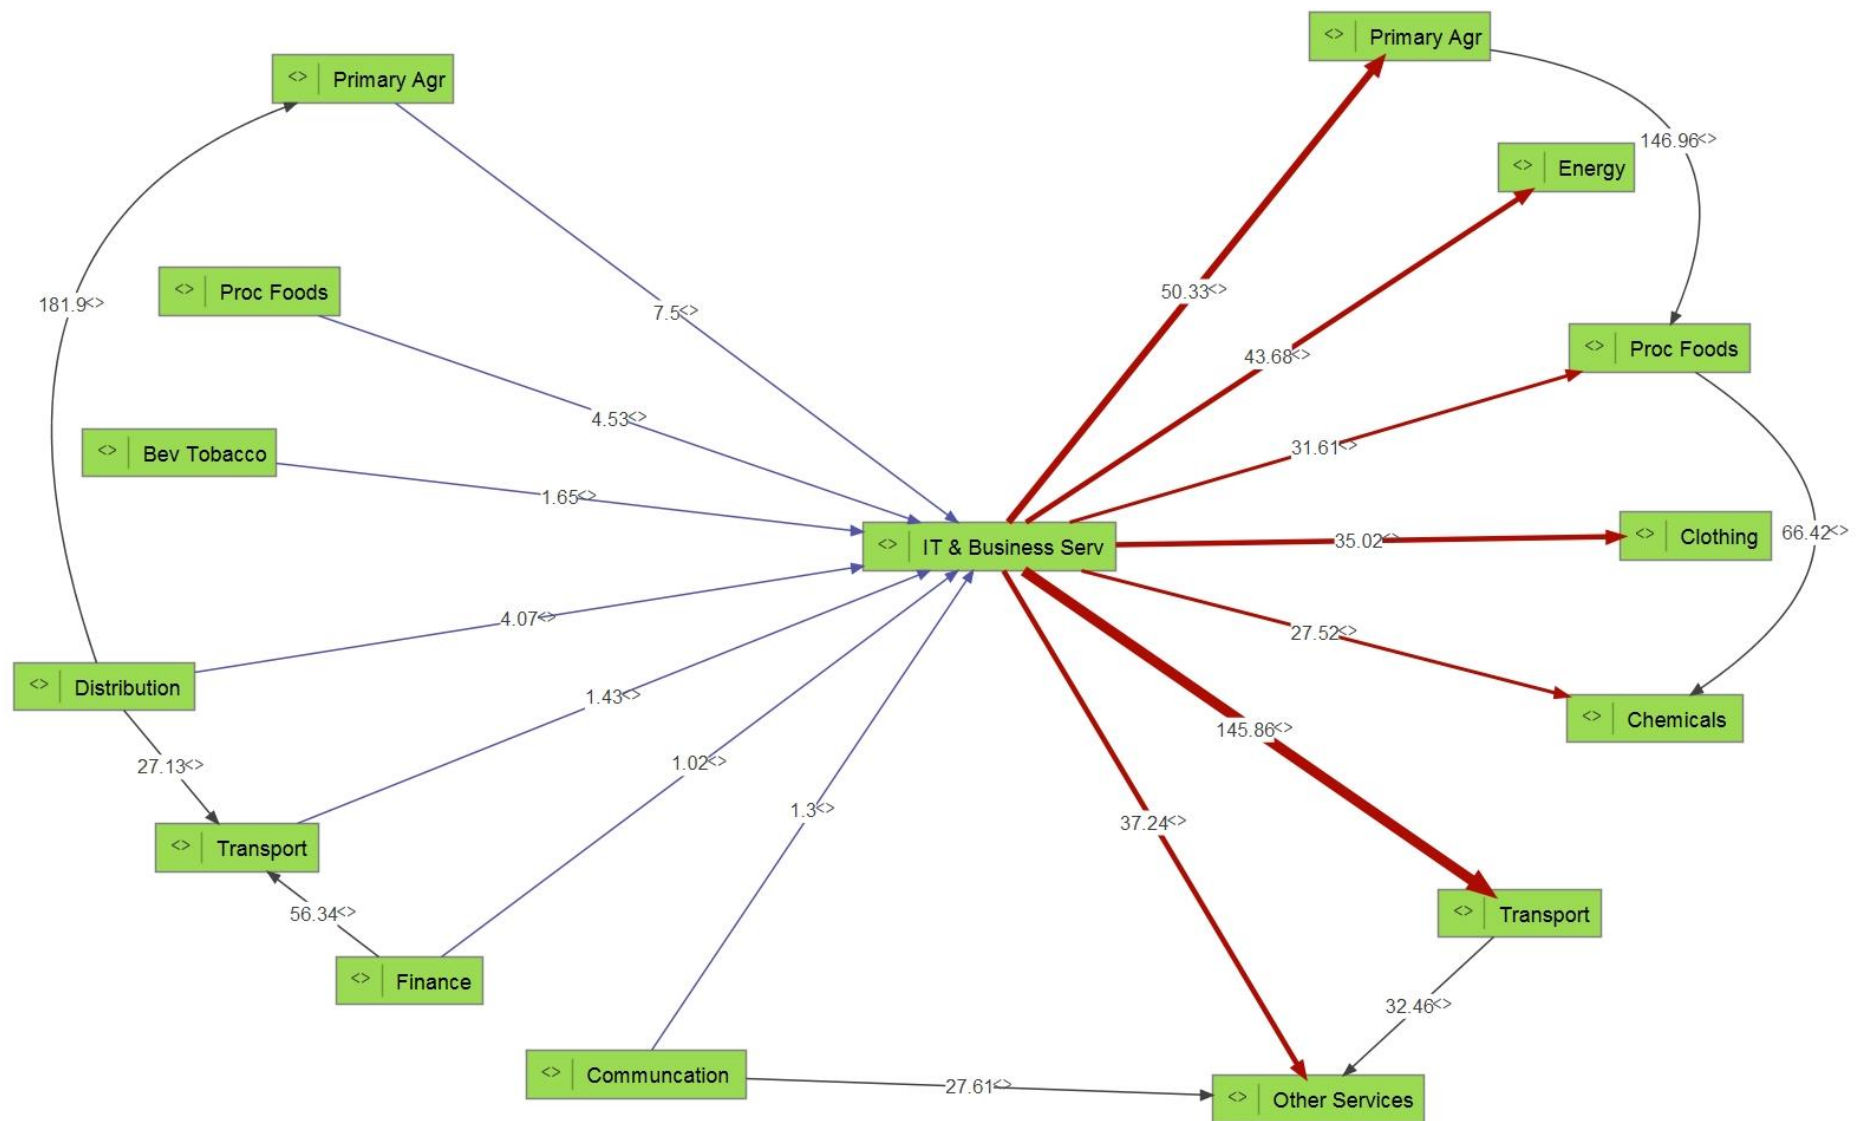 <> Primary Agr
<> Primary Agr
146.96<>
<> Energy
<> Proc Foods
50.33<>
181.9<>
7.5<>
<> Proc Foods
43.68<>
4.53<>
<> Bev Tobacco
31.61<>
1.65<>
<> IT & Business Serv
35.02<>
<> Clothing
66.42<>
4.07<>
27.52<>
<> Distribution
1.43<>
<> Chemicals
145.86<>
27.13<>
1.02<>
1.3<>
37.24<>
<> Transport
56.34<>
<> Transport
<> Finance
32.46<>
<> Communcation
27.61<>
<> Other Services